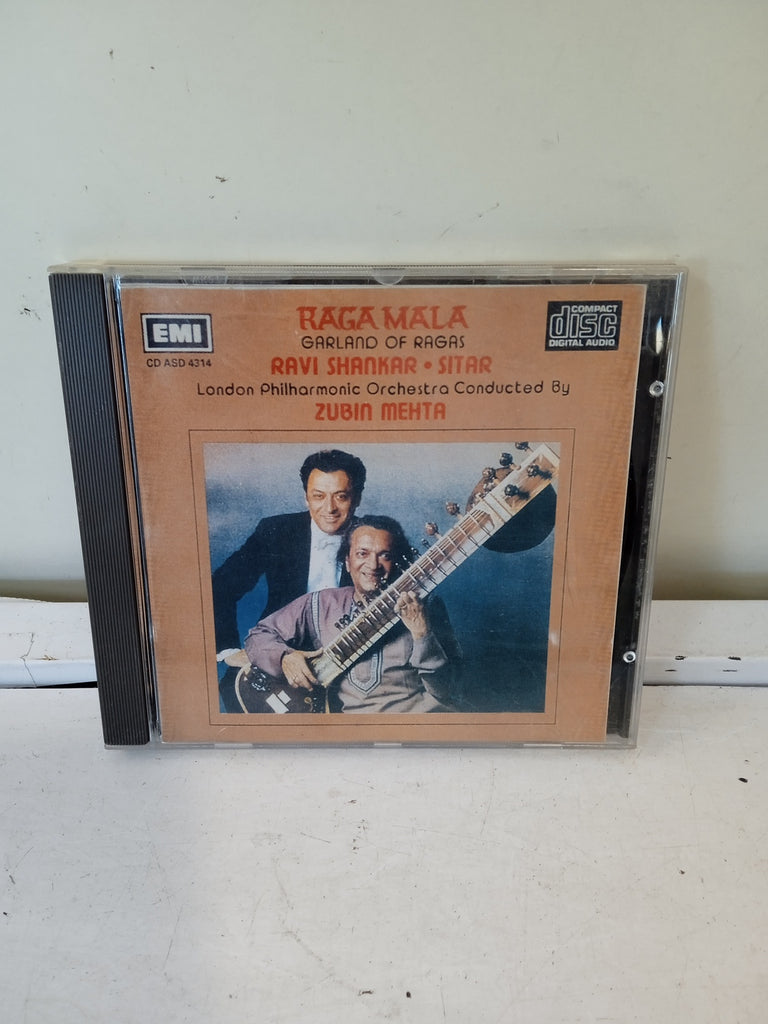 EMI
CD ASD 4314
RAGA MALA
GARLAND OF RAGAS
RAVI SHANKAR • SITAR
London Philharmonic Orchestra Conducted By
ZUBIN MEHTA
COMPACT
disc
DIGITAL AUDIO